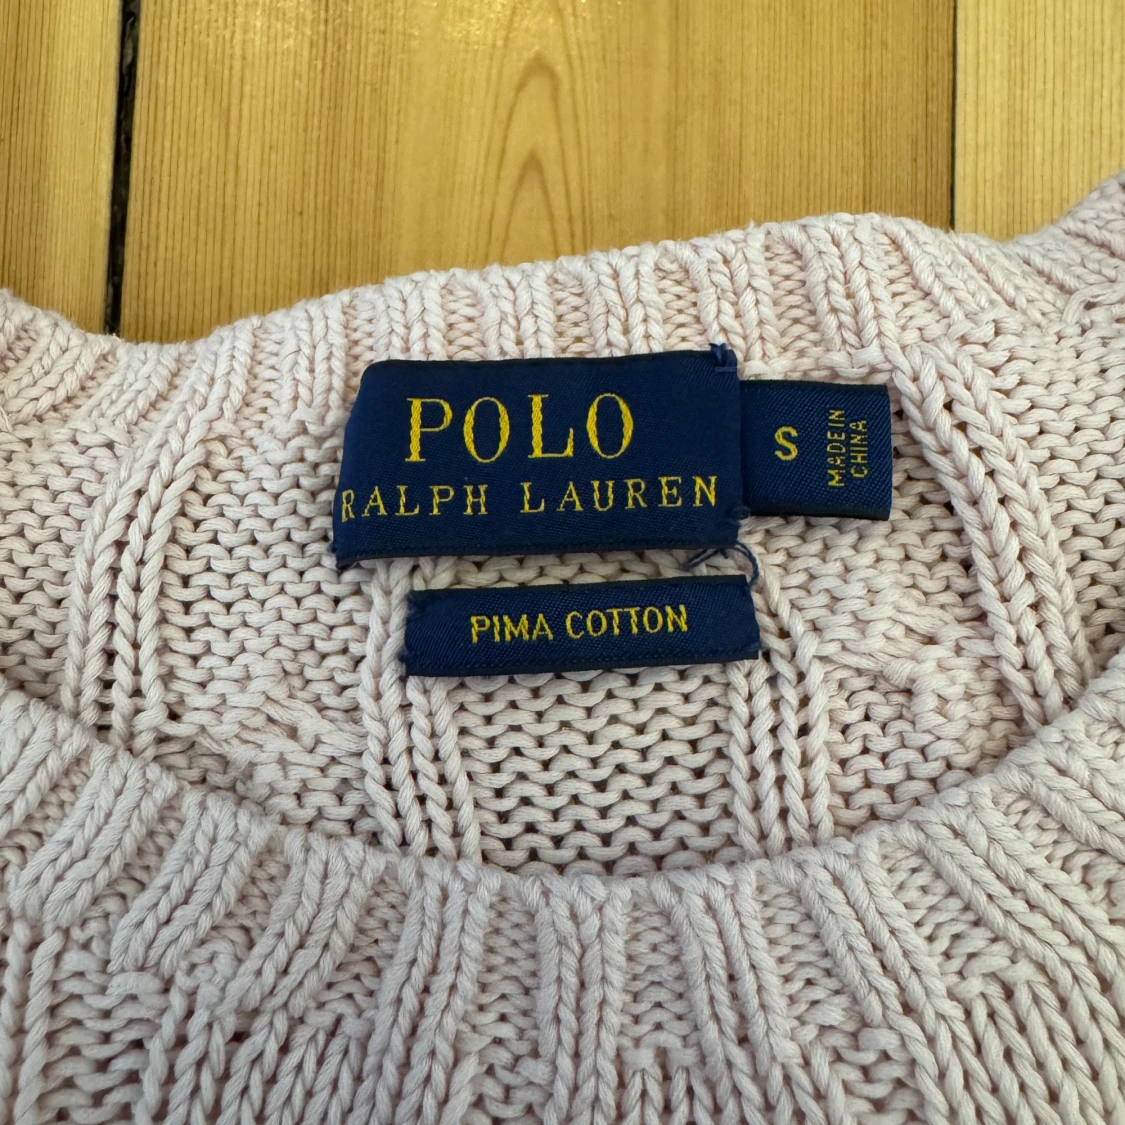 POLO
RALPH LAUREN
S
MADE IN
CHINA
PIMA COTTON